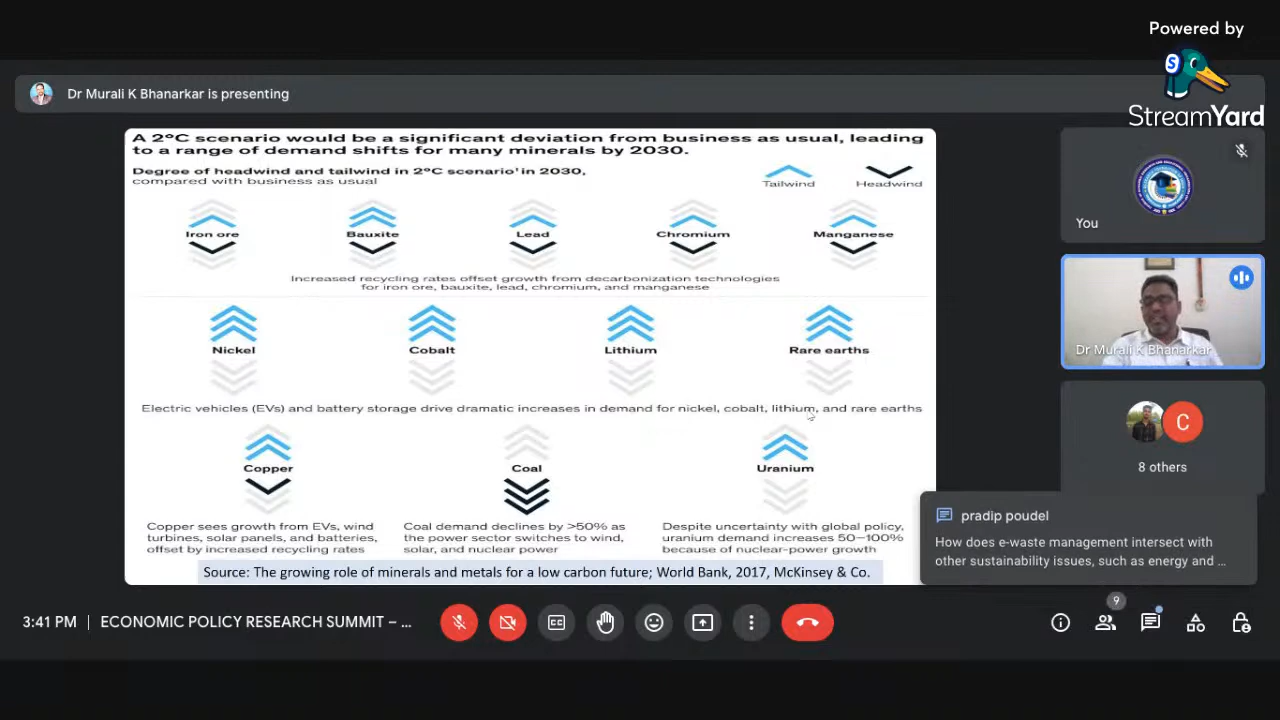 Powered by
StreamYard
Dr Murali K Bhanarkar is presenting
A 2°C scenario would be a significant deviation from business as usual, leading
to a range of demand shifts for many minerals by 2030.
Degree of headwind and tailwind in 2°C scenario¹ in 2030,
compared with business as usual
Tailwind
Headwind
Iron ore
Bauxite
Lead
Chromium
Manganese
Increased recycling rates offset growth from decarbonization technologies
for iron ore, bauxite, lead, chromium, and manganese
Nickel
Cobalt
Lithium
Rare earths
Electric vehicles (EVs) and battery storage drive dramatic increases in demand for nickel, cobalt, lithium, and rare earths
Copper
Coal
Uranium
Copper sees growth from EVs, wind
turbines, solar panels, and batteries,
offset by increased recycling rates
Coal demand declines by >50% as
the power sector switches to wind,
solar, and nuclear power
Despite uncertainty with global policy,
uranium demand increases 50–100%
because of nuclear-power growth
Source: The growing role of minerals and metals for a low carbon future; World Bank, 2017, McKinsey & Co.
You
Dr Murali K Bhanarkar
C
8 others
pradip poudel
How does e-waste management intersect with
other sustainability issues, such as energy and ...
3:41 PM | ECONOMIC POLICY RESEARCH SUMMIT – ...
9